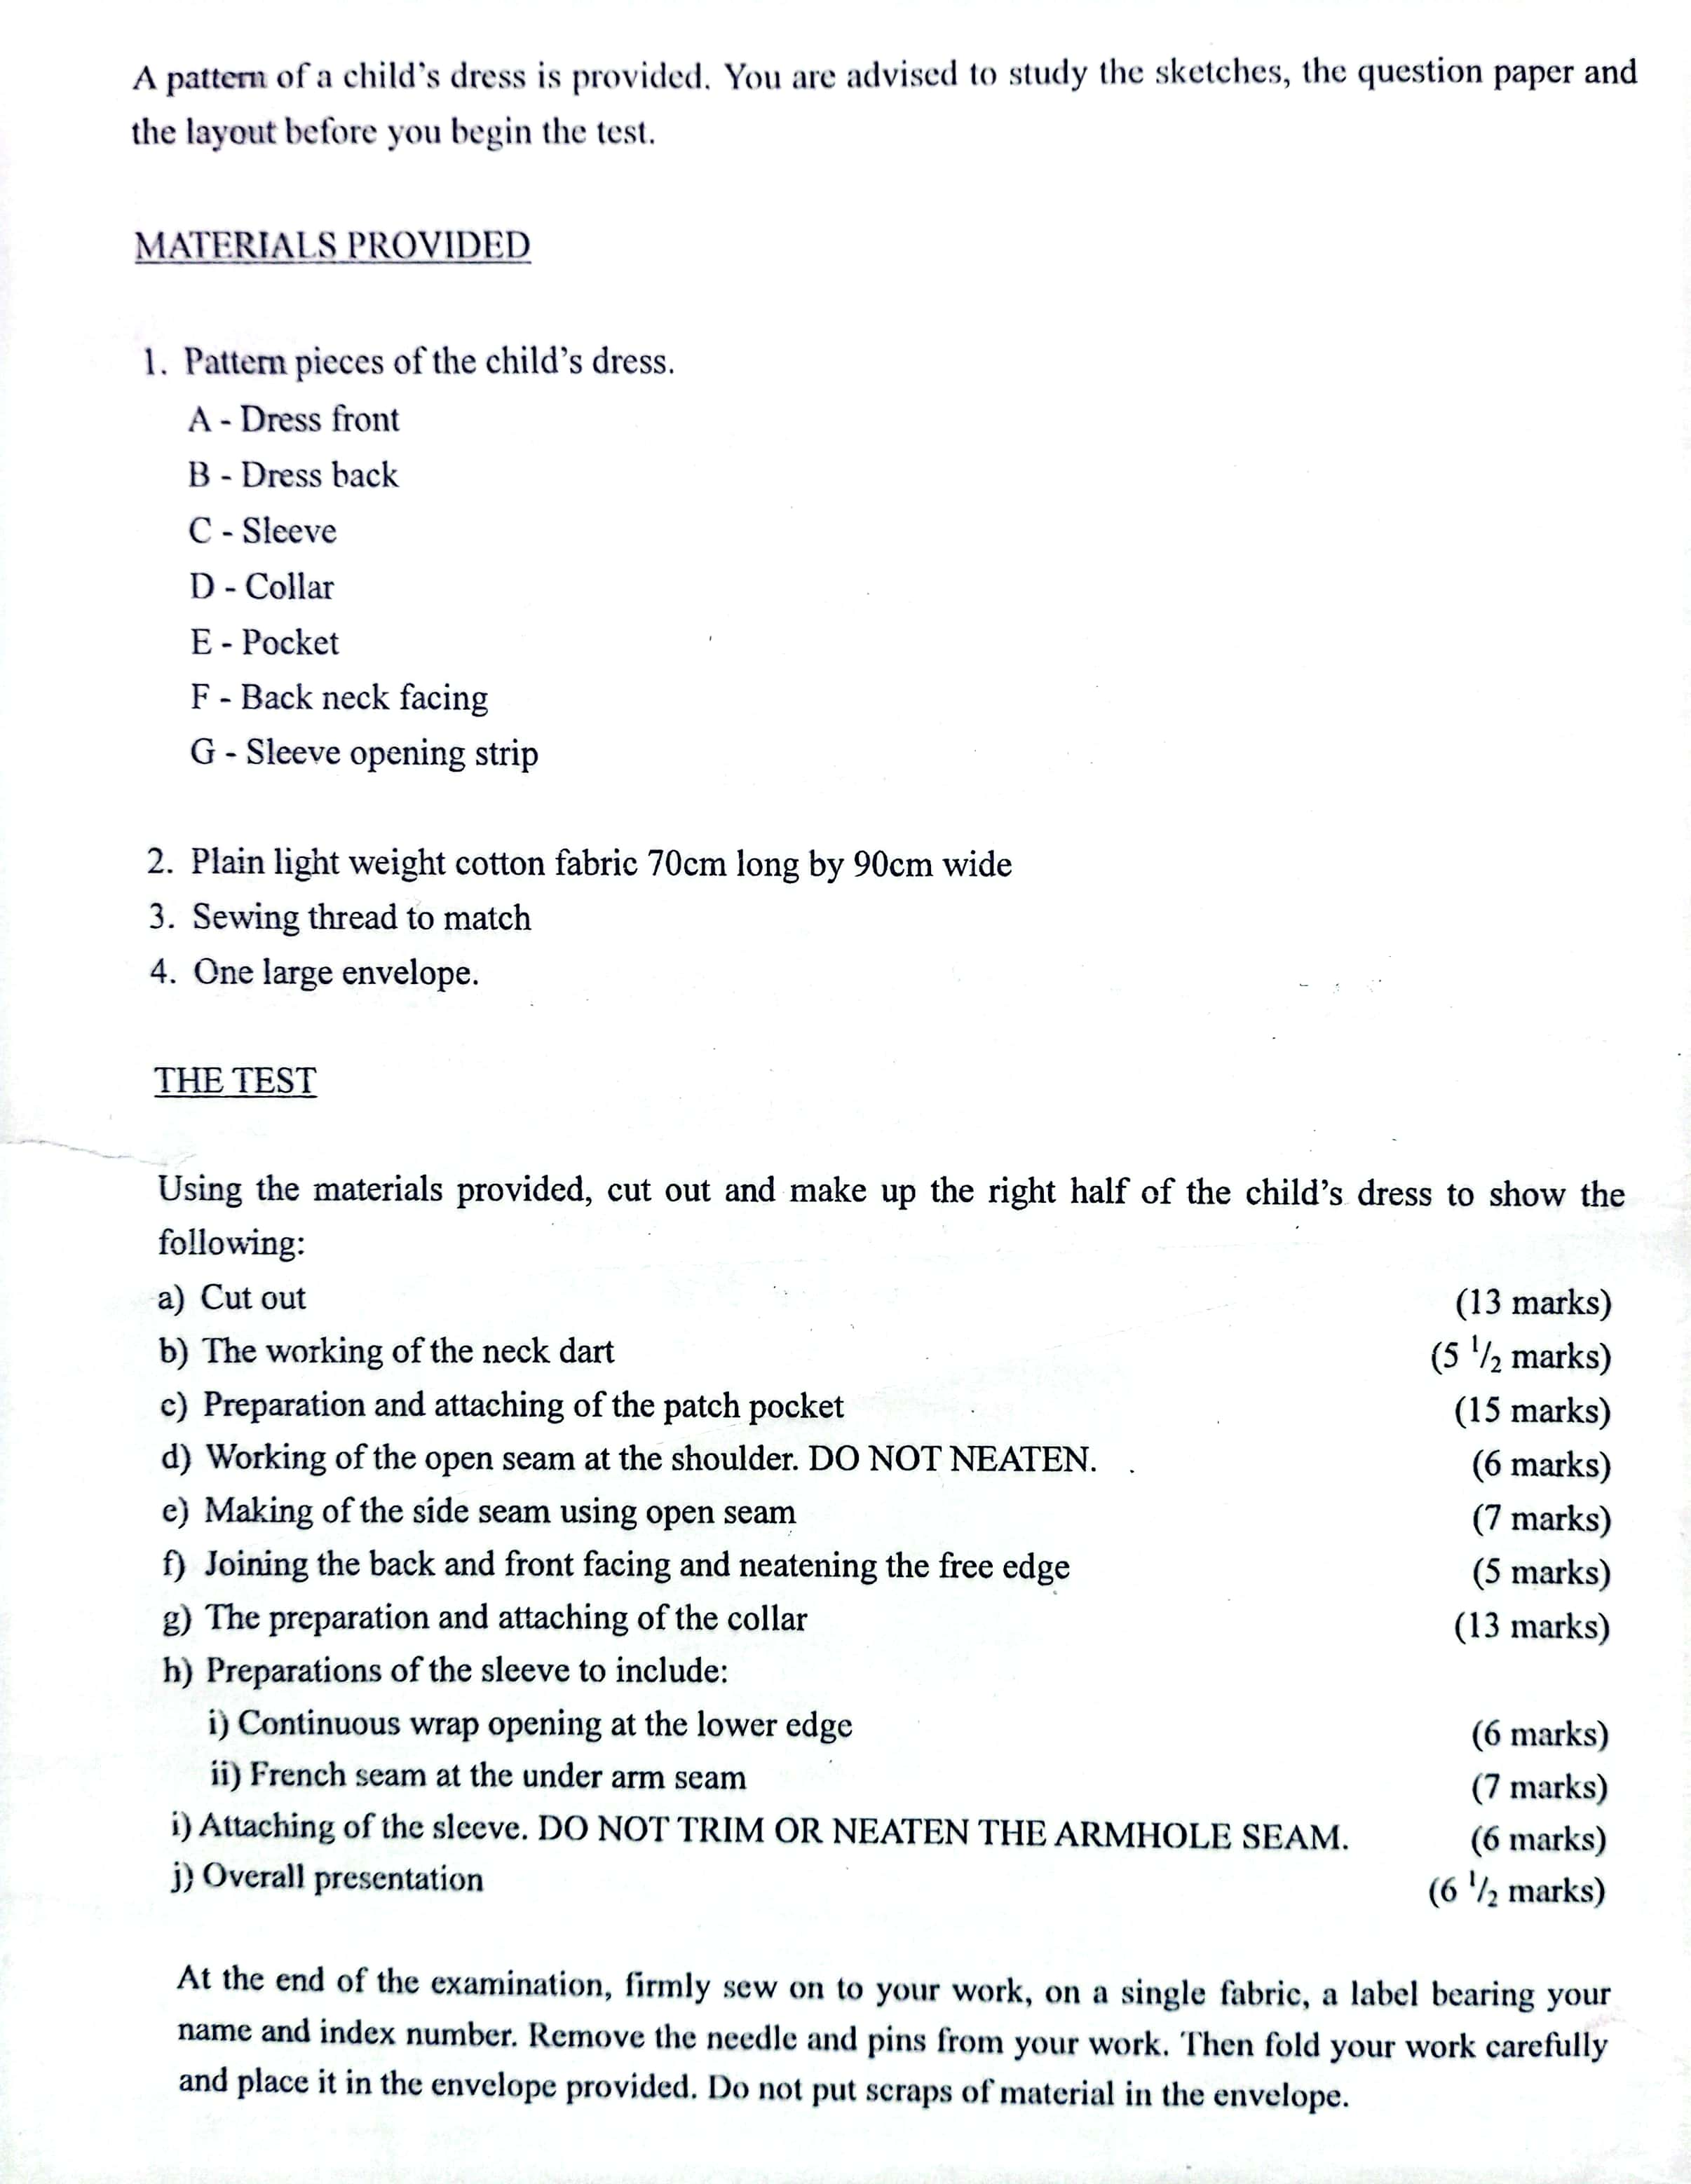 A pattern of a child's dress is provided. You are advised to study the sketches, the question paper and
the layout before you begin the test.
MATERIALS PROVIDED
1. Pattern pieces of the child's dress.
A - Dress front
B - Dress back
C - Sleeve
D - Collar
E - Pocket
F - Back neck facing
G - Sleeve opening strip
2. Plain light weight cotton fabric 70cm long by 90cm wide
3. Sewing thread to match
4. One large envelope.
THE TEST
Using the materials provided, cut out and make up the right half of the child's dress to show the
following:
a) Cut out (13 marks)
b) The working of the neck dart (5 1/2 marks)
c) Preparation and attaching of the patch pocket (15 marks)
d) Working of the open seam at the shoulder. DO NOT NEATEN. (6 marks)
e) Making of the side seam using open seam (7 marks)
f) Joining the back and front facing and neatening the free edge (5 marks)
g) The preparation and attaching of the collar (13 marks)
h) Preparations of the sleeve to include:
i) Continuous wrap opening at the lower edge (6 marks)
ii) French seam at the under arm seam (7 marks)
i) Attaching of the sleeve. DO NOT TRIM OR NEATEN THE ARMHOLE SEAM. (6 marks)
j) Overall presentation (6 1/2 marks)
At the end of the examination, firmly sew on to your work, on a single fabric, a label bearing your
name and index number. Remove the needle and pins from your work. Then fold your work carefully
and place it in the envelope provided. Do not put scraps of material in the envelope.